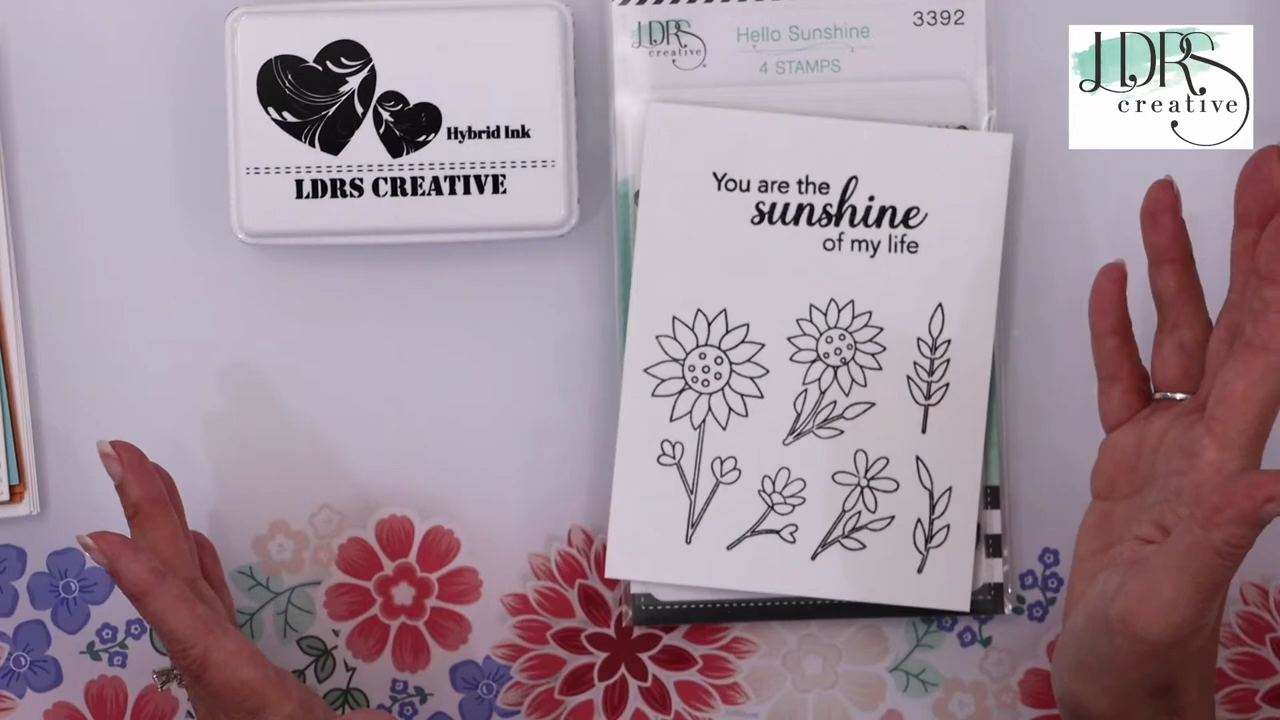 Hybrid Ink
LDRS CREATIVE
LDRS
creative
Hello Sunshine
4 STAMPS
3392
You are the
sunshine
of my life
LDRS
creative